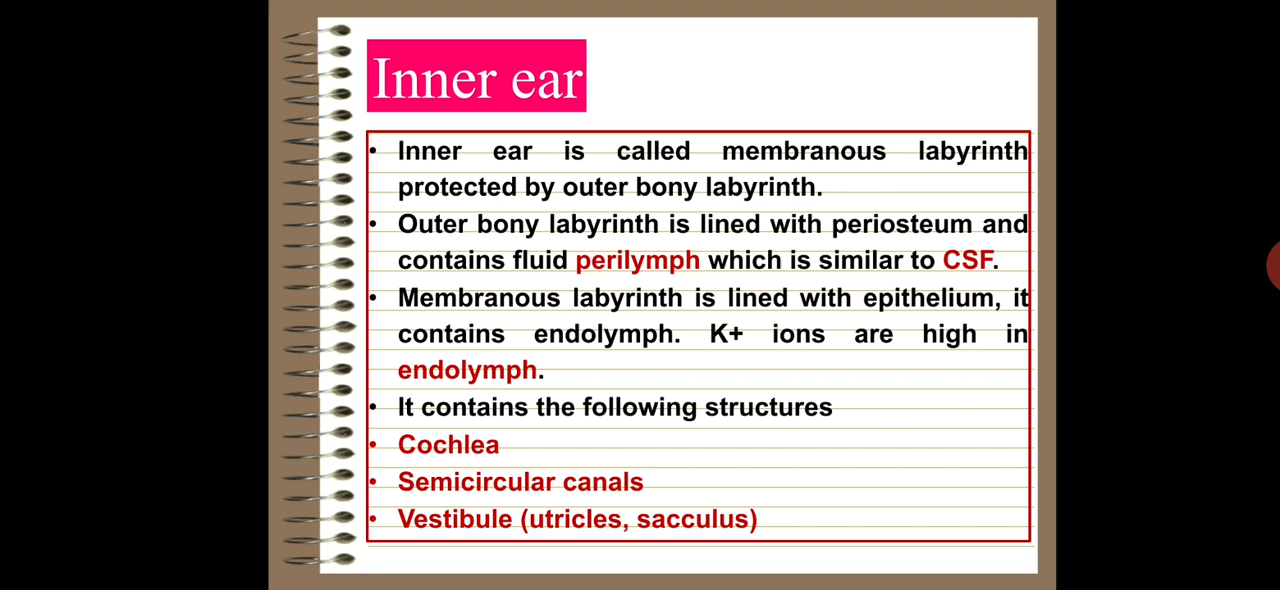 Inner ear
• Inner ear is called membranous labyrinth
protected by outer bony labyrinth.
• Outer bony labyrinth is lined with periosteum and
contains fluid perilymph which is similar to CSF.
• Membranous labyrinth is lined with epithelium, it
contains endolymph. K+ ions are high in
endolymph.
• It contains the following structures
• Cochlea
• Semicircular canals
• Vestibule (utricles, sacculus)